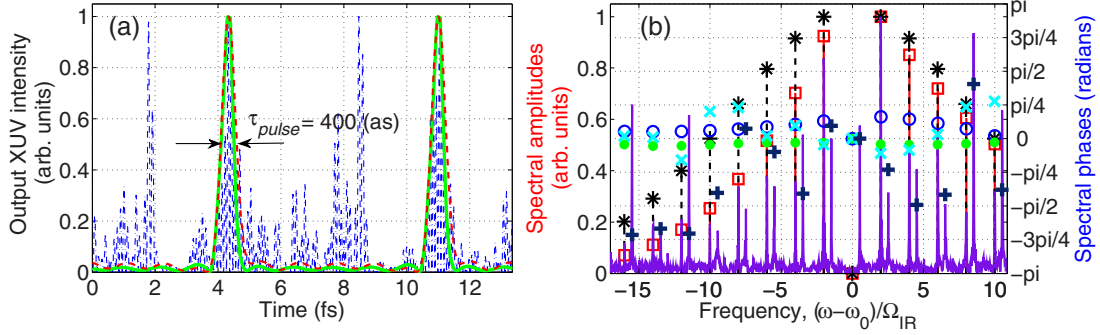 (a)
Output XUV intensity
(arb. units)
1
0.8
0.6
0.4
0.2
0
τpulse = 400 (as)
0 2 4 6 8 10 12
Time (fs)
(b)
Spectral amplitudes
(arb. units)
1
0.8
0.6
0.4
0.2
0
pi
3pi/4
pi/2
pi/4
0
−pi/4
−pi/2
−3pi/4
−pi
Spectral phases (radians)
−15 −10 −5 0 5 10
Frequency, (ω−ω0)/ΩIR